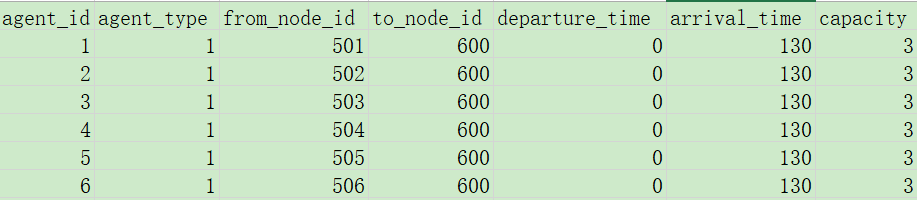 agent_id agent_type from_node_id to_node_id departure_time arrival_time capacity
1 1 501 600 0 130 3
2 1 502 600 0 130 3
3 1 503 600 0 130 3
4 1 504 600 0 130 3
5 1 505 600 0 130 3
6 1 506 600 0 130 3